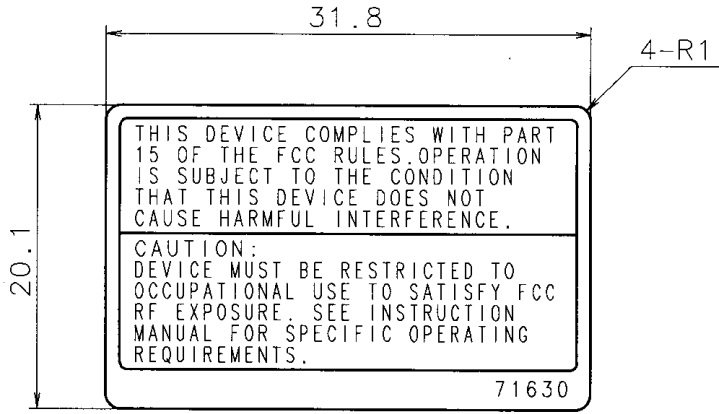 31.8
4-R1
20.1
THIS DEVICE COMPLIES WITH PART
15 OF THE FCC RULES.OPERATION
IS SUBJECT TO THE CONDITION
THAT THIS DEVICE DOES NOT
CAUSE HARMFUL INTERFERENCE.
CAUTION:
DEVICE MUST BE RESTRICTED TO
OCCUPATIONAL USE TO SATISFY FCC
RF EXPOSURE. SEE INSTRUCTION
MANUAL FOR SPECIFIC OPERATING
REQUIREMENTS.
71630